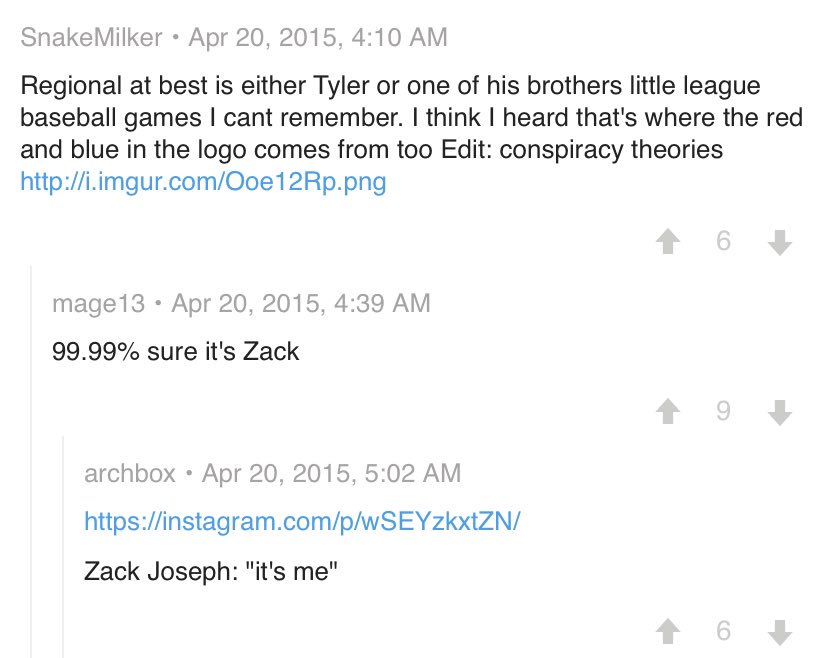 SnakeMilker • Apr 20, 2015, 4:10 AM
Regional at best is either Tyler or one of his brothers little league
baseball games I cant remember. I think I heard that's where the red
and blue in the logo comes from too Edit: conspiracy theories
http://i.imgur.com/Ooe12Rp.png
6
mage13 • Apr 20, 2015, 4:39 AM
99.99% sure it's Zack
9
archbox • Apr 20, 2015, 5:02 AM
https://instagram.com/p/wSEYzkxtZN/
Zack Joseph: "it's me"
6